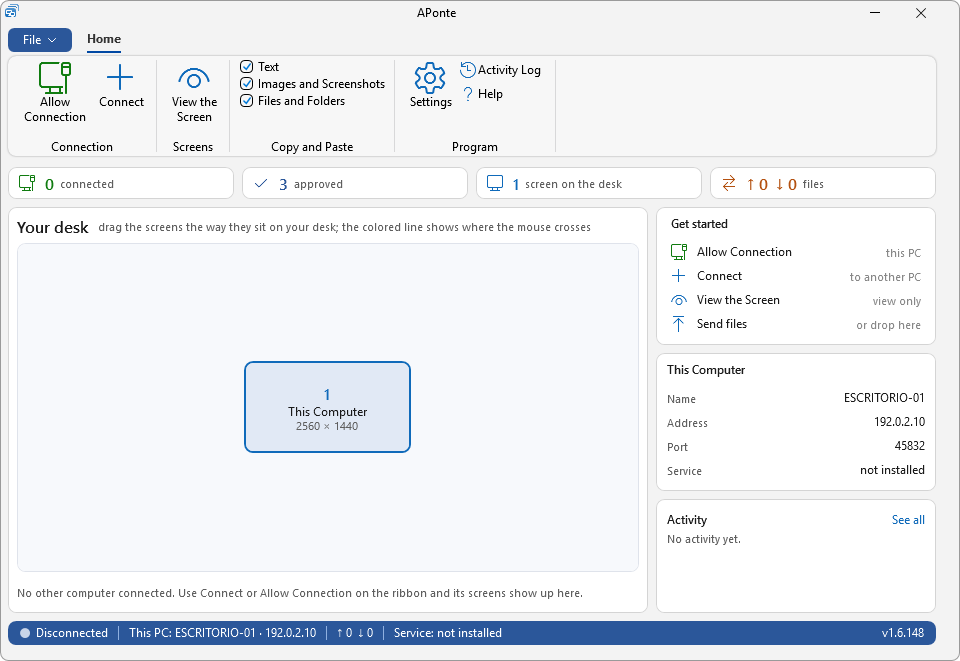 APonte
File
Home
Allow Connection
Connect
Connection
View the Screen
Screens
Text
Images and Screenshots
Files and Folders
Copy and Paste
Settings
Activity Log
? Help
Program
0 connected
3 approved
1 screen on the desk
↑ 0 ↓ 0 files
Your desk drag the screens the way they sit on your desk; the colored line shows where the mouse crosses
1
This Computer
2560 × 1440
No other computer connected. Use Connect or Allow Connection on the ribbon and its screens show up here.
Get started
Allow Connection this PC
Connect to another PC
View the Screen view only
Send files or drop here
This Computer
Name ESCRITORIO-01
Address 192.0.2.10
Port 45832
Service not installed
Activity See all
No activity yet.
Disconnected This PC: ESCRITORIO-01 · 192.0.2.10 ↑ 0 ↓ 0 Service: not installed v1.6.148